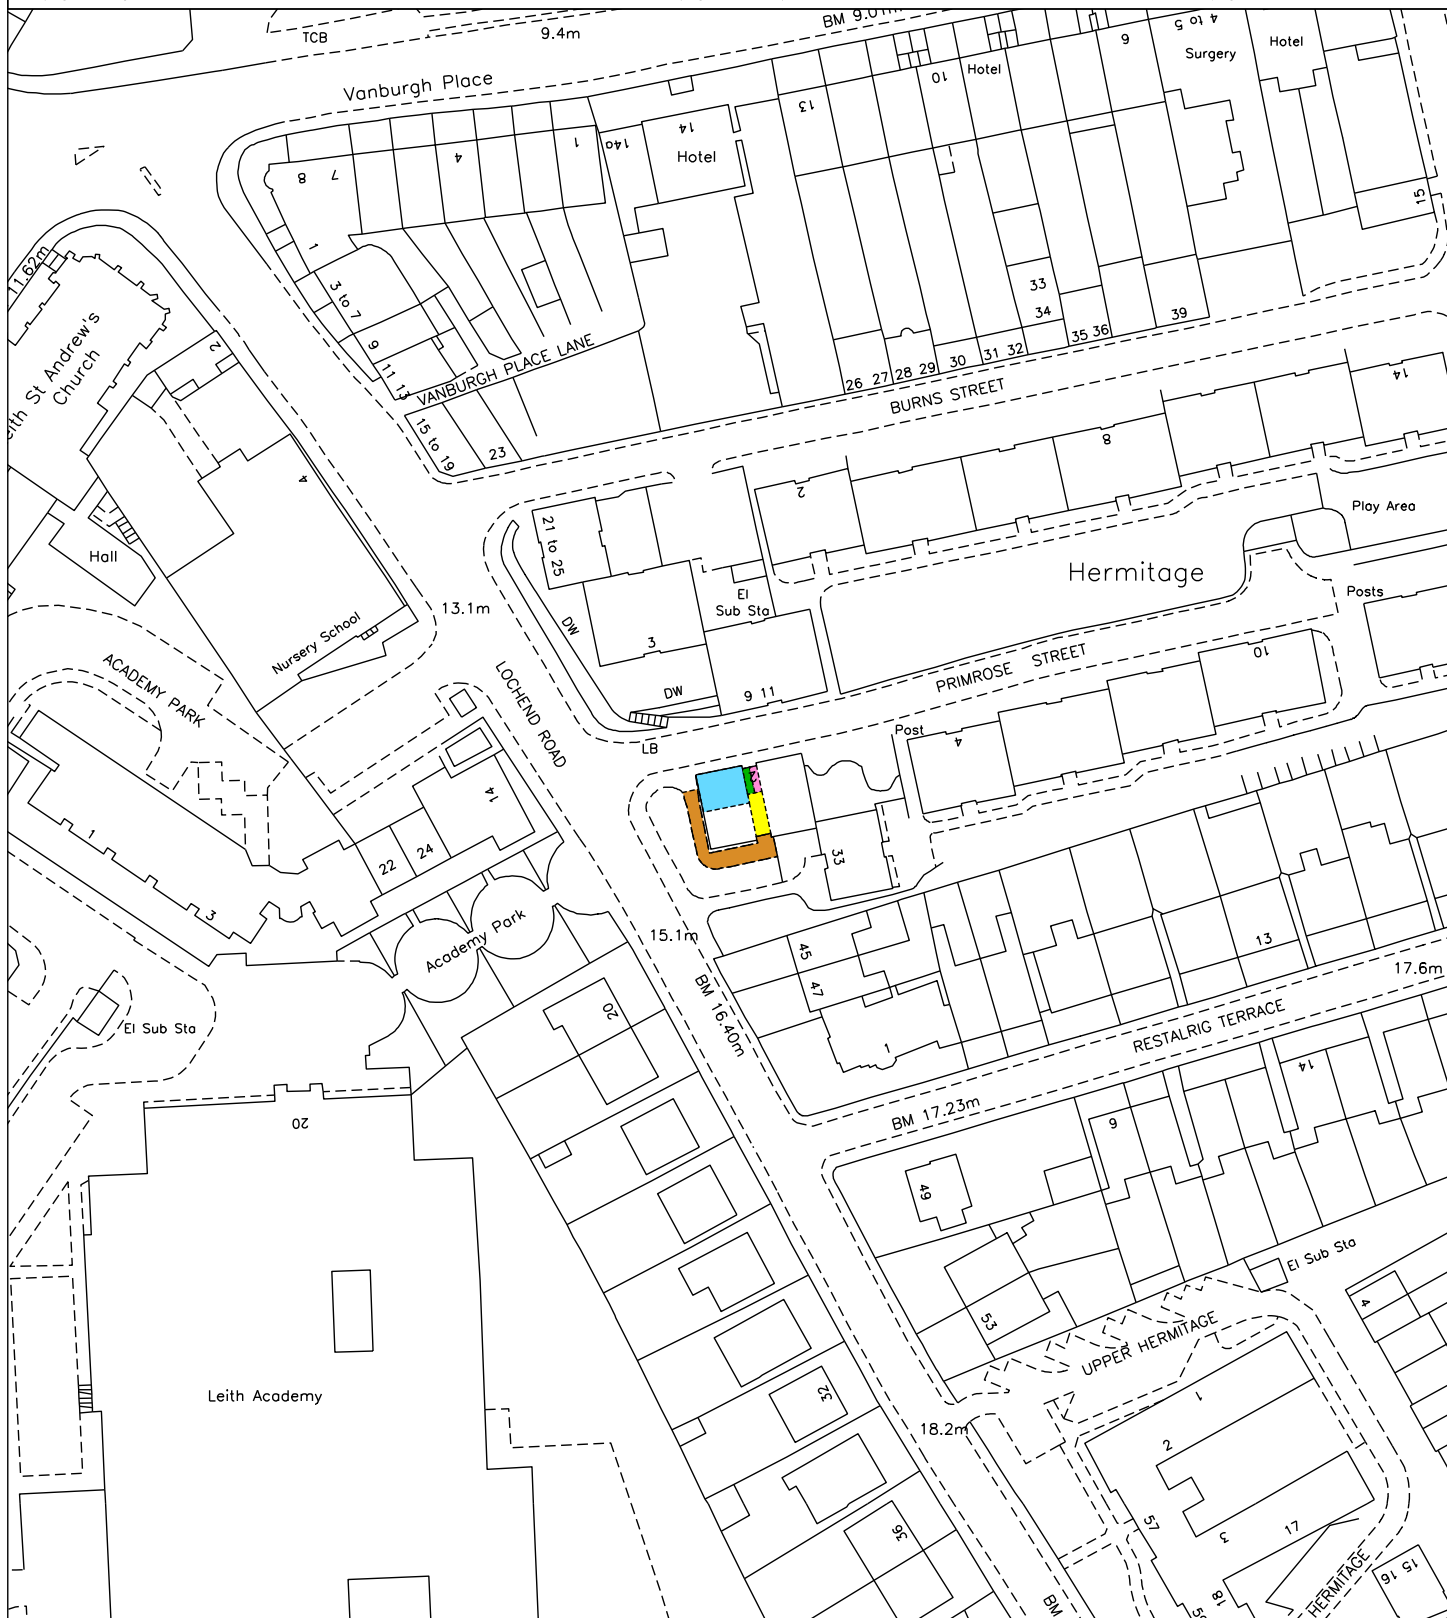 BM 9.01m
TCB
9.4m
4 to 5
Hotel
Surgery
6
Hotel
10
Vanburgh Place
13
14
140
1
4
Hotel
7
8
15
1
11.62m
3 to 7
33
34
39
35 36
31 32
30
28 29
26 27
9
11 13
VANBURGH PLACE LANE
BURNS STREET
2
St Andrew's
Church
15 to 19
23
14
8
2
4
21 to 25
Play Area
Hall
Hermitage
El
Sub Sta
Posts
13.1m
DW
3
Nursery School
PRIMROSE STREET
10
ACADEMY PARK
LOCHEND ROAD
DW
9 11
Post
4
LB
14
1
22
24
33
3
Academy Park
15.1m
45
13
47
17.6m
BM 16.40m
20
El Sub Sta
1
RESTALRIG TERRACE
14
BM 17.23m
9
20
49
El Sub Sta
53
4
UPPER HERMITAGE
Leith Academy
32
1
18.2m
2
36
57
3
17
HERMITAGE
18
15
16
BM